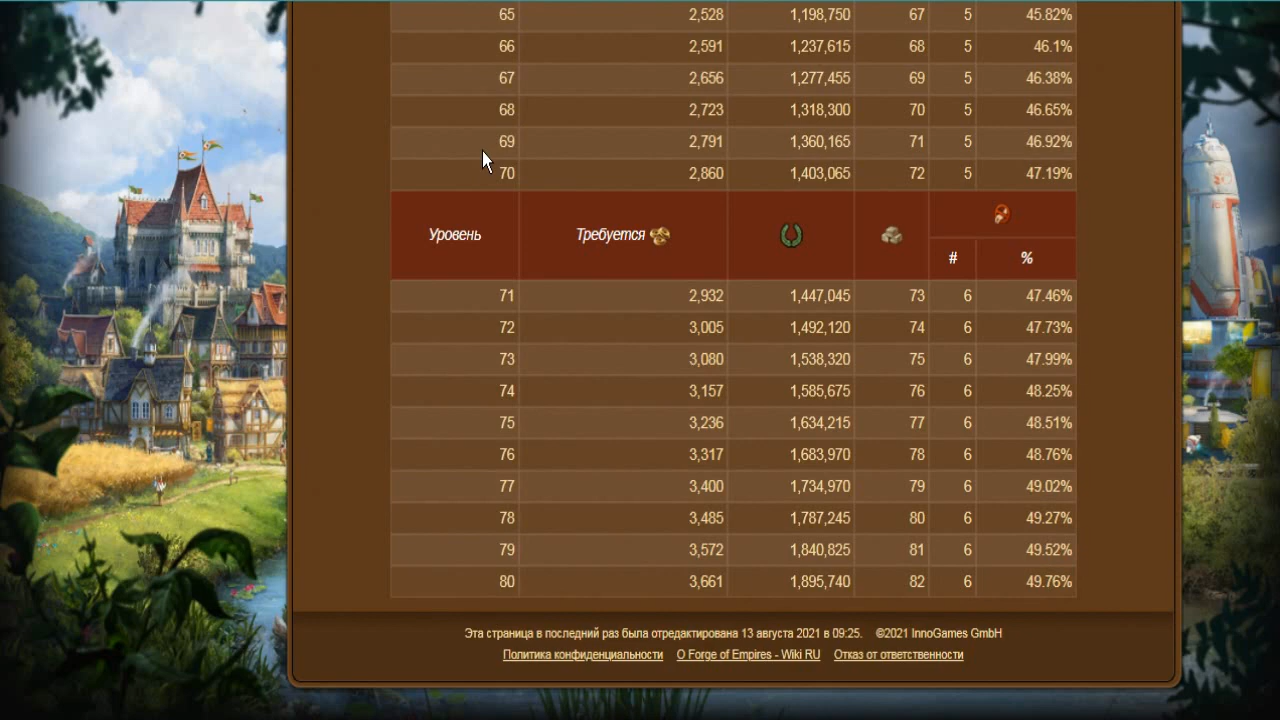 65 2,528 1,198,750 67 5 45.82%
66 2,591 1,237,615 68 5 46.1%
67 2,656 1,277,455 69 5 46.38%
68 2,723 1,318,300 70 5 46.65%
69 2,791 1,360,165 71 5 46.92%
70 2,860 1,403,065 72 5 47.19%
Уровень Требуется
# %
71 2,932 1,447,045 73 6 47.46%
72 3,005 1,492,120 74 6 47.73%
73 3,080 1,538,320 75 6 47.99%
74 3,157 1,585,675 76 6 48.25%
75 3,236 1,634,215 77 6 48.51%
76 3,317 1,683,970 78 6 48.76%
77 3,400 1,734,970 79 6 49.02%
78 3,485 1,787,245 80 6 49.27%
79 3,572 1,840,825 81 6 49.52%
80 3,661 1,895,740 82 6 49.76%
Эта страница в последний раз была отредактирована 13 августа 2021 в 09:25. ©2021 InnoGames GmbH
Политика конфиденциальности О Forge of Empires - Wiki RU Отказ от ответственности